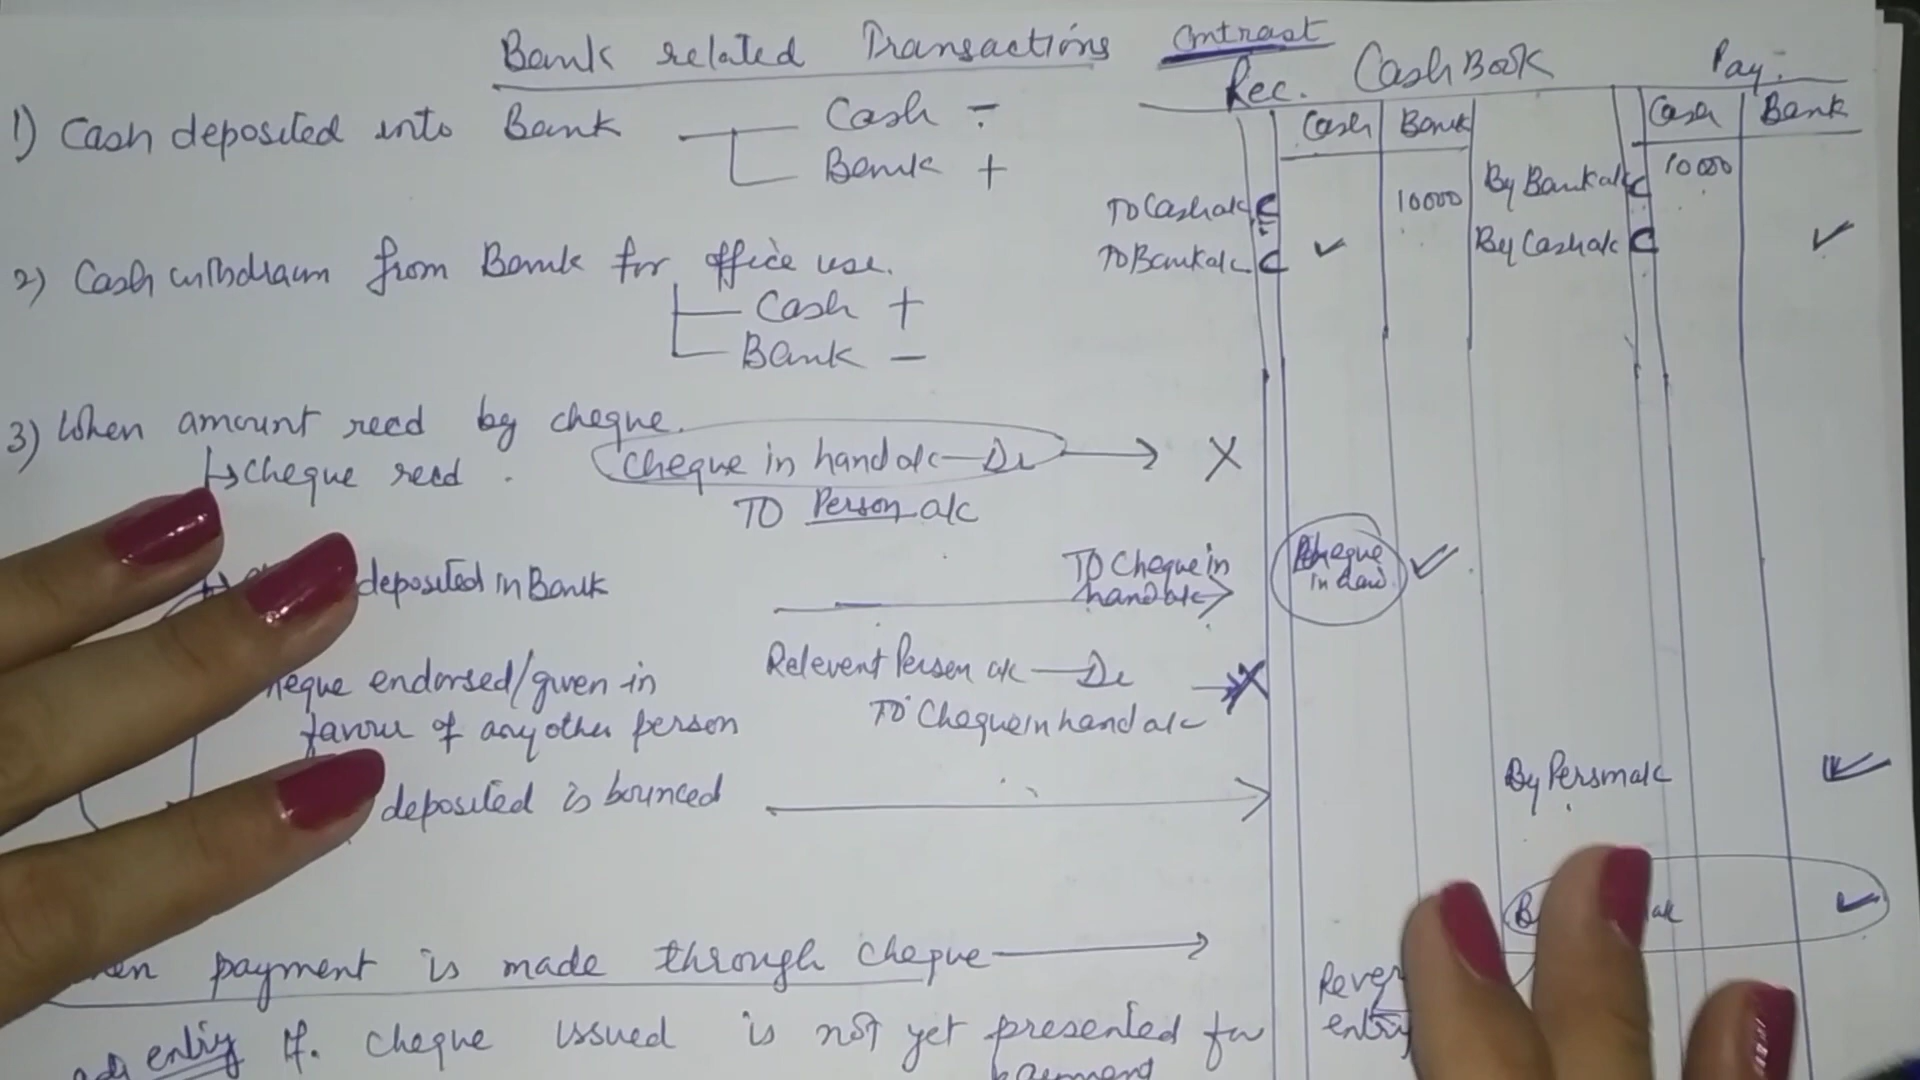 Bank related Transactions Contrast
Rec. Cash Book Pay:
Cash Bank Cash Bank
1) Cash deposited into Bank Cash -
Bank +
To Cash a/c C 10000 By Bank a/c C 10000
To Bank a/c C ✓ By Cash a/c C ✓
2) Cash withdrawn from Bank for office use.
Cash +
Bank -
3) When amount recd by cheque.
↳ Cheque recd. Cheque in hand a/c — Dr → X
To Person a/c
deposited in Bank
To Cheque in
hand a/c
Cheque
in
✓
heque endorsed/given in
favour of any other person
Relevent Person a/c — Dr
To Cheque in hand a/c → X
deposited is bounced →
By Person a/c ✓
B a/c ✓
en payment is made through cheque →
Rever
entry
entry If. cheque issued is not yet presented for
payment